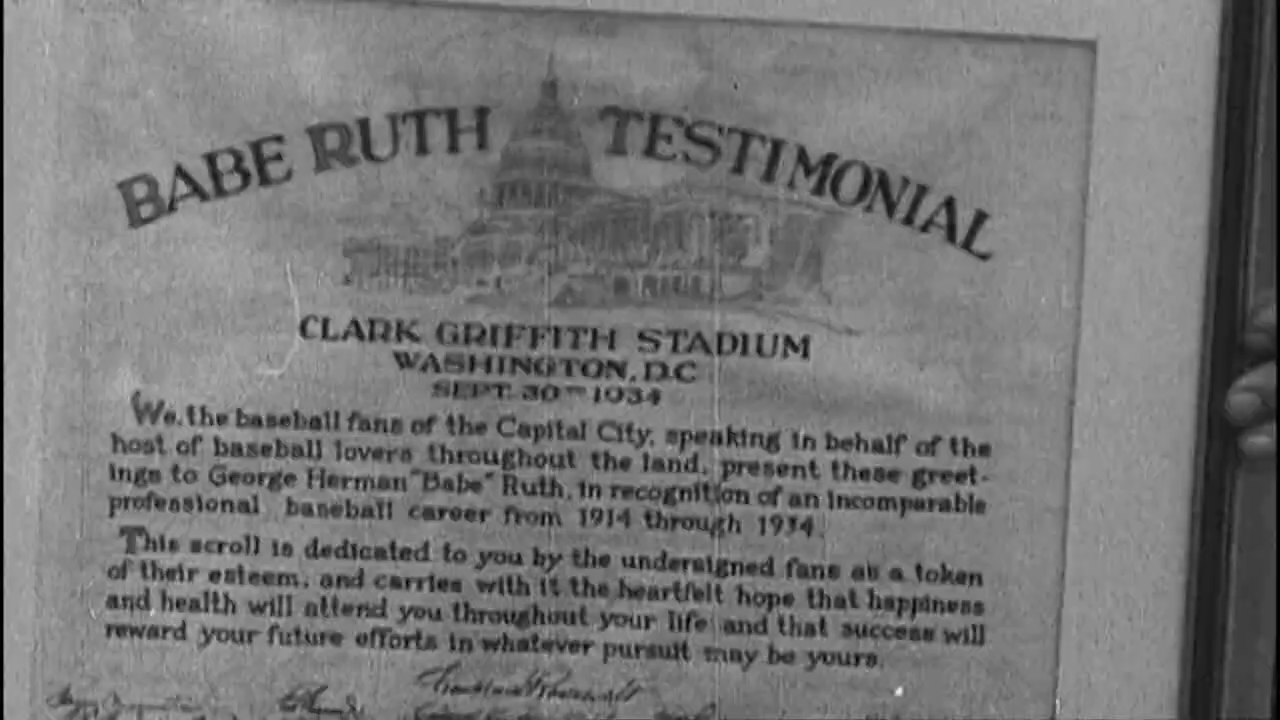 BABE RUTH TESTIMONIAL
CLARK GRIFFITH STADIUM
WASHINGTON, D.C
SEPT. 30TH 1934
We, the baseball fans of the Capital City, speaking in behalf of the
host of baseball lovers throughout the land, present these greet-
ings to George Herman "Babe" Ruth, in recognition of an incomparable
professional baseball career from 1914 through 1934.
This scroll is dedicated to you by the undersigned fans as a token
of their esteem, and carries with it the heartfelt hope that happiness
and health will attend you throughout your life and that success will
reward your future efforts in whatever pursuit may be yours.
Franklin D Roosevelt